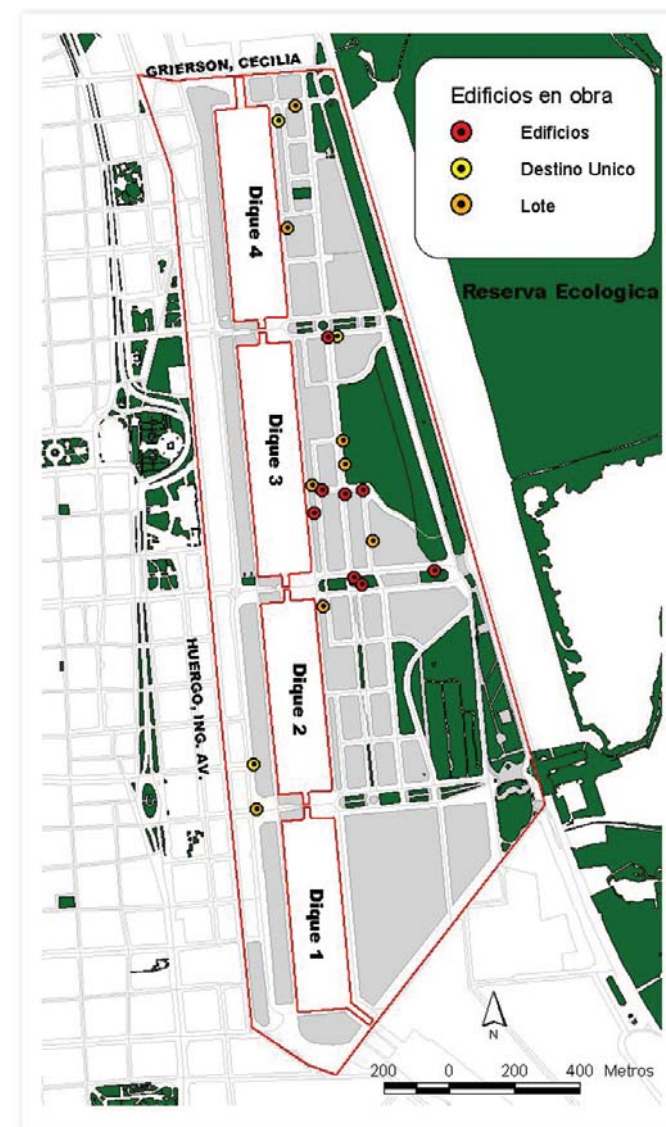 GRIERSON, CECILIA
Edificios en obra
Edificios
Destino Unico
Lote
Dique 4
Reserva Ecologica
Dique 3
HUERGO, ING. AV.
Dique 2
Dique 1
N
200 0 200 400 Metros